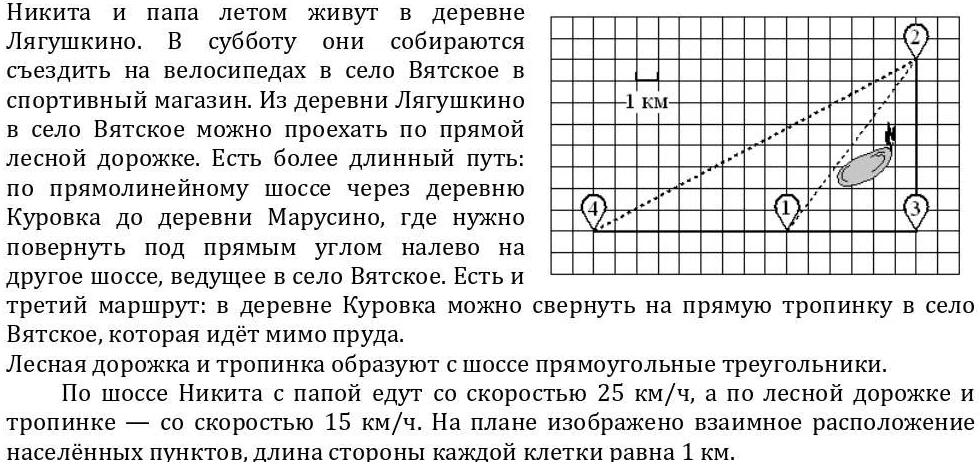 Никита и папа летом живут в деревне
Лягушкино. В субботу они собираются
съездить на велосипедах в село Вятское в
спортивный магазин. Из деревни Лягушкино
в село Вятское можно проехать по прямой
лесной дорожке. Есть более длинный путь:
по прямолинейному шоссе через деревню
Куровка до деревни Марусино, где нужно
повернуть под прямым углом налево на
другое шоссе, ведущее в село Вятское. Есть и
третий маршрут: в деревне Куровка можно свернуть на прямую тропинку в село
Вятское, которая идёт мимо пруда.
Лесная дорожка и тропинка образуют с шоссе прямоугольные треугольники.
По шоссе Никита с папой едут со скоростью 25 км/ч, а по лесной дорожке и
тропинке — со скоростью 15 км/ч. На плане изображено взаимное расположение
населённых пунктов, длина стороны каждой клетки равна 1 км.
2
1 км
4
1
3